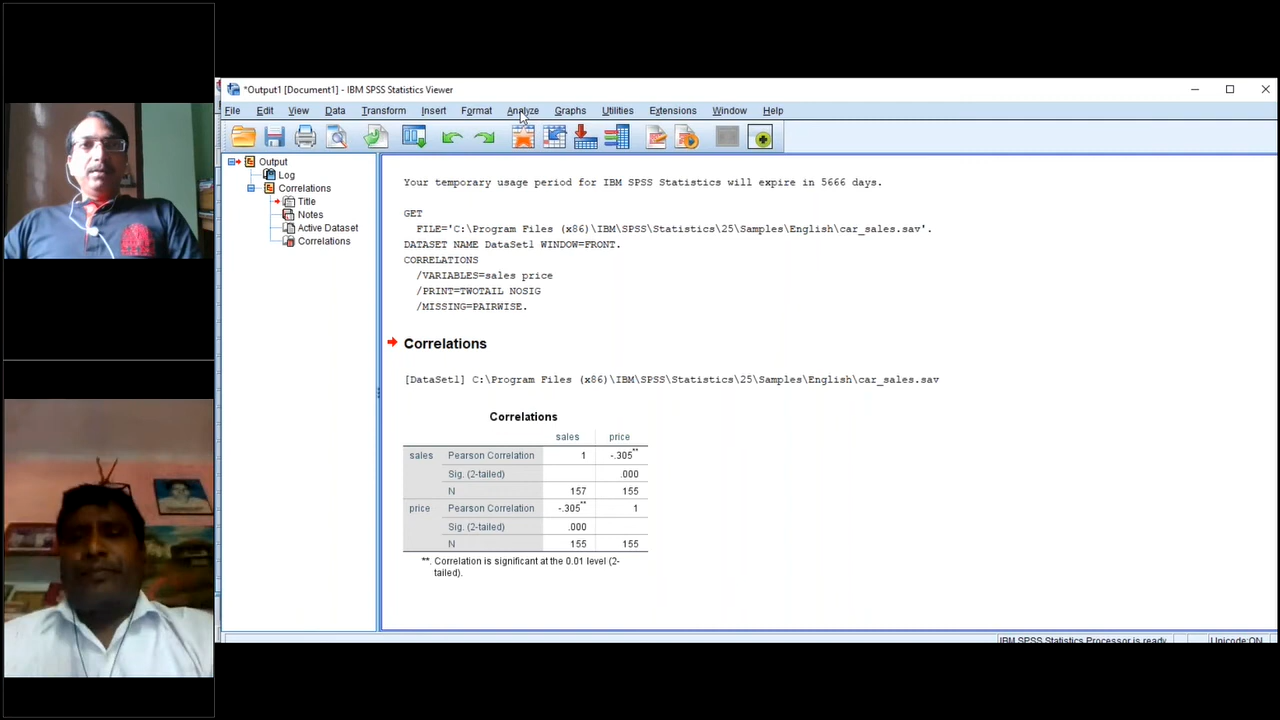 *Output1 [Document1] - IBM SPSS Statistics Viewer
File Edit View Data Transform Insert Format Analyze Graphs Utilities Extensions Window Help
Output
Log
Correlations
Title
Notes
Active Dataset
Correlations
Your temporary usage period for IBM SPSS Statistics will expire in 5666 days.
GET
FILE='C:\Program Files (x86)\IBM\SPSS\Statistics\25\Samples\English\car_sales.sav'.
DATASET NAME DataSet1 WINDOW=FRONT.
CORRELATIONS
/VARIABLES=sales price
/PRINT=TWOTAIL NOSIG
/MISSING=PAIRWISE.
Correlations
[DataSet1] C:\Program Files (x86)\IBM\SPSS\Statistics\25\Samples\English\car_sales.sav
Correlations
sales price
sales Pearson Correlation 1 -.305**
Sig. (2-tailed) .000
N 157 155
price Pearson Correlation -.305** 1
Sig. (2-tailed) .000
N 155 155
**. Correlation is significant at the 0.01 level (2-
tailed).
IBM SPSS Statistics Processor is ready Unicode:ON